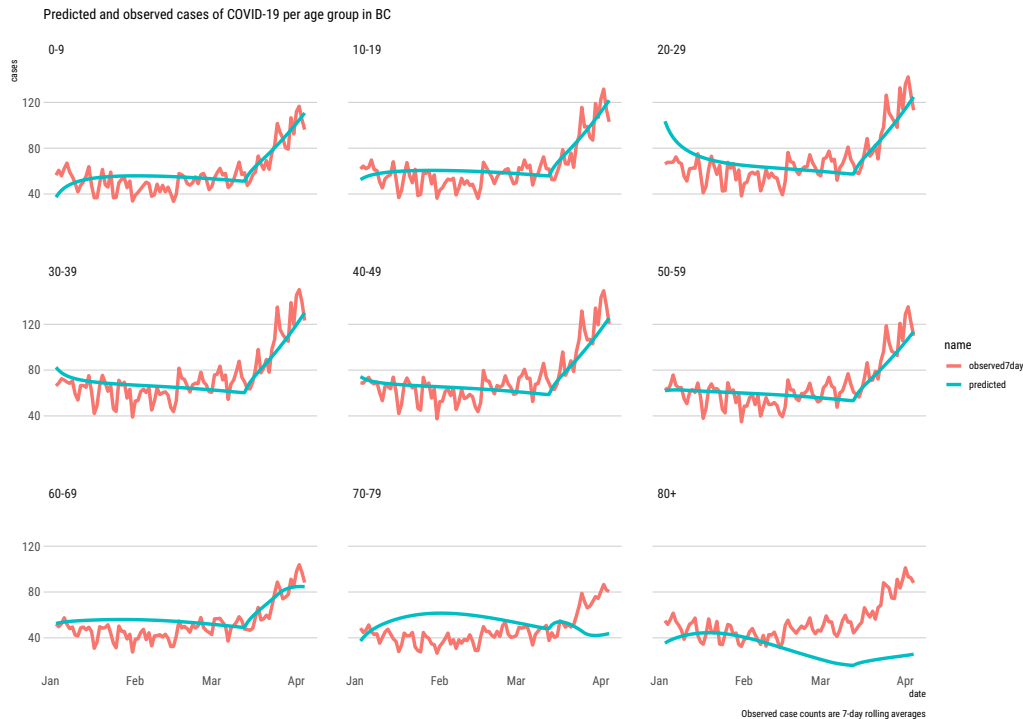 Predicted and observed cases of COVID-19 per age group in BC
0-9
10-19
20-29
cases
120
80
40
30-39
40-49
50-59
120
80
40
name
observed7day
predicted
60-69
70-79
80+
120
80
40
Jan Feb Mar Apr
Jan Feb Mar Apr
Jan Feb Mar Apr
date
Observed case counts are 7-day rolling averages